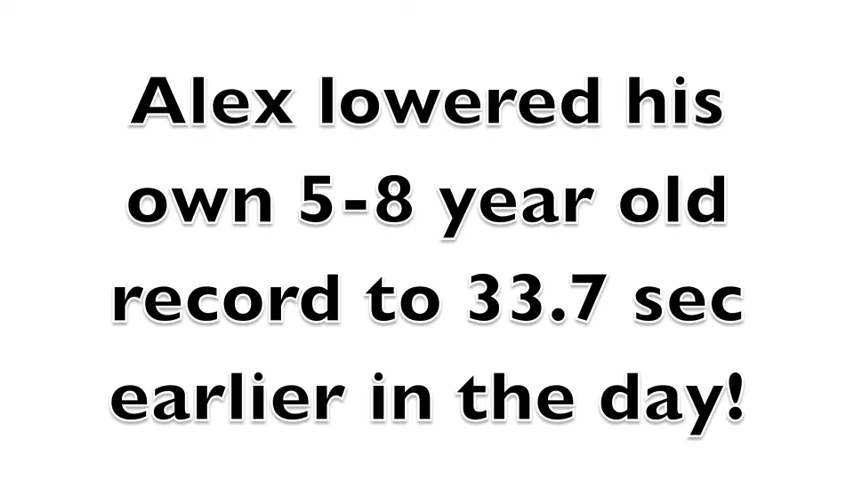 Alex lowered his
own 5-8 year old
record to 33.7 sec
earlier in the day!